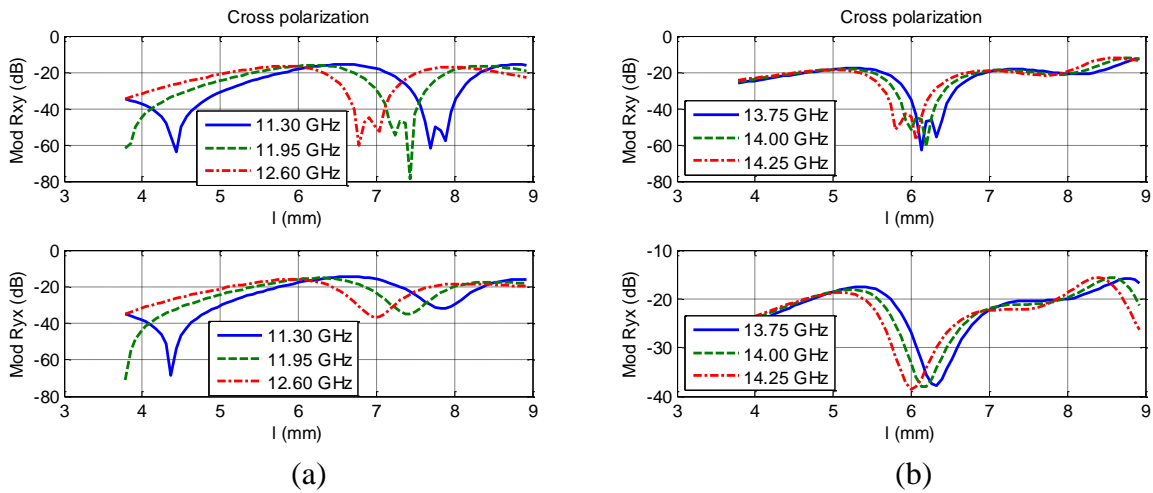 Cross polarization
0
-20
-40
-60
-80
Mod Rxy (dB)
11.30 GHz
11.95 GHz
12.60 GHz
3 4 5 6 7 8 9
l (mm)
0
-20
-40
-60
-80
Mod Ryx (dB)
11.30 GHz
11.95 GHz
12.60 GHz
3 4 5 6 7 8 9
l (mm)
(a)
Cross polarization
0
-20
-40
-60
-80
Mod Rxy (dB)
13.75 GHz
14.00 GHz
14.25 GHz
3 4 5 6 7 8 9
l (mm)
-10
-20
-30
-40
Mod Ryx (dB)
13.75 GHz
14.00 GHz
14.25 GHz
3 4 5 6 7 8 9
l (mm)
(b)